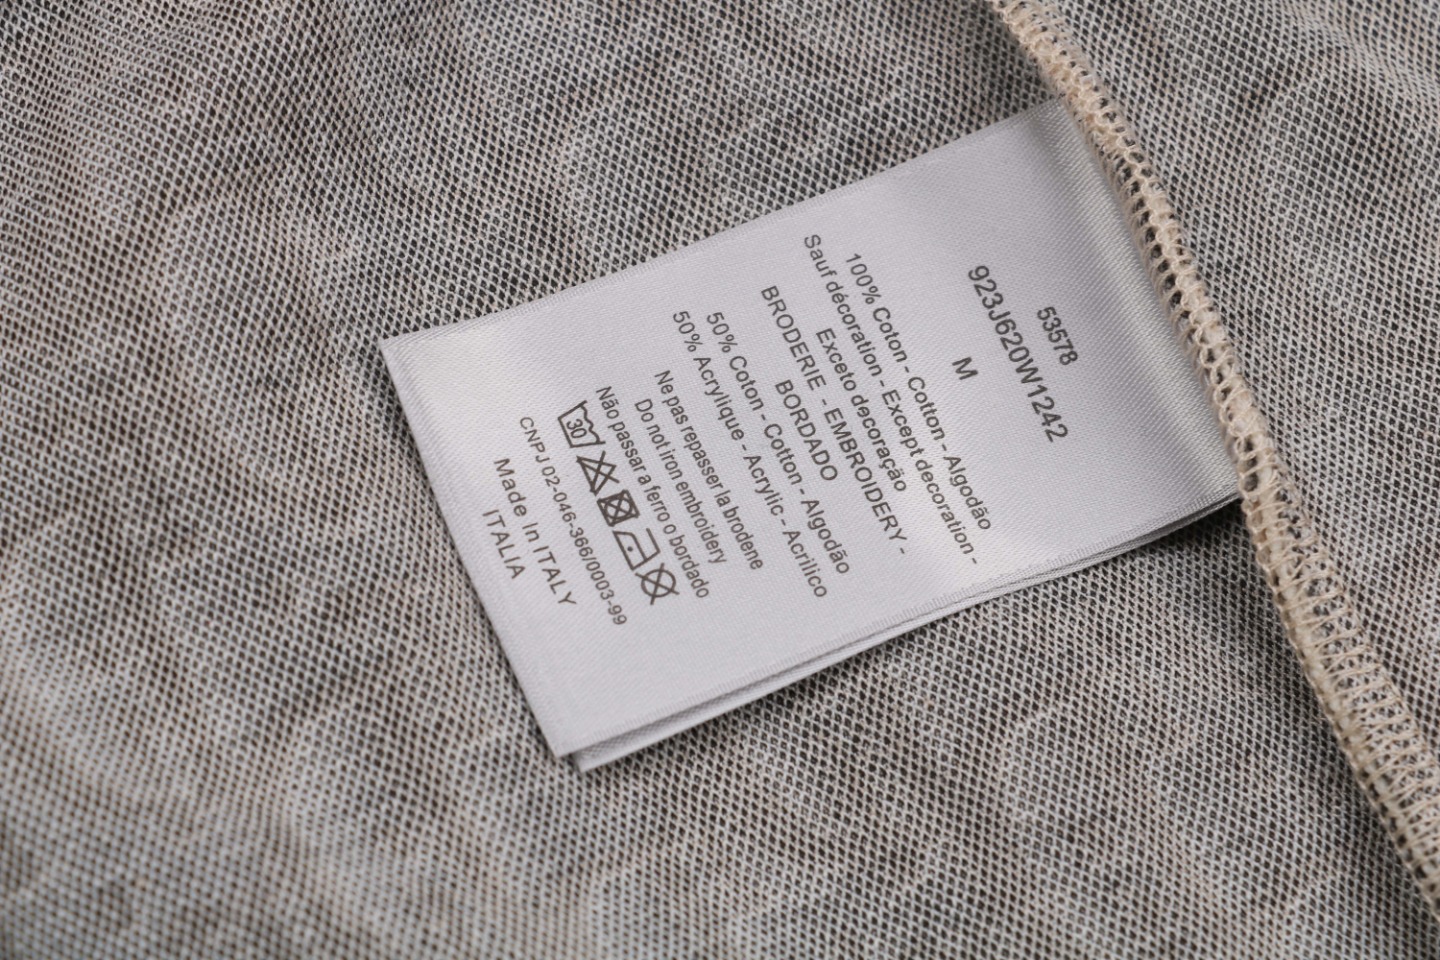 53578
923J620W1242
M
100% Coton - Cotton - Algodão
Sauf décoration - Except decoration -
Exceto decoração
BRODERIE - EMBROIDERY -
BORDADO
50% Coton - Cotton - Algodão
50% Acrylique - Acrylic - Acrilico
Ne pas repasser la brodene
Do not iron embroidery
Não passar a ferro o bordado
30
CNPJ 02-046-366/0003-99
Made In ITALY
ITALIA